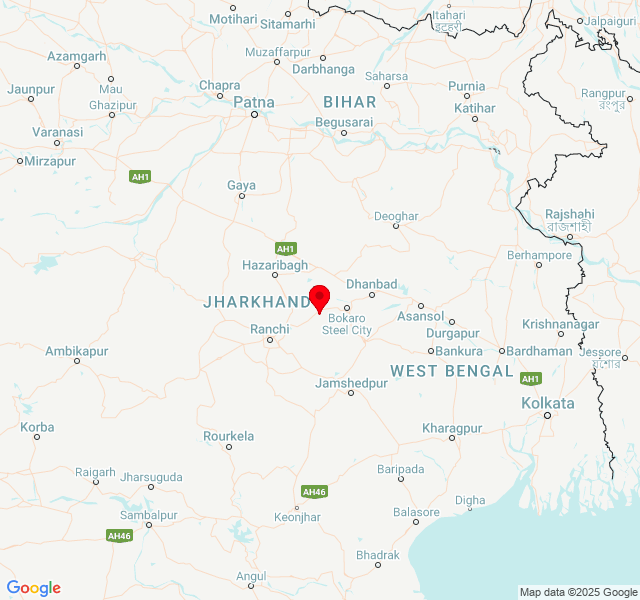 Motihari
Sitamarhi
Itahari
इटहरी
Jalpaiguri
Azamgarh
Muzaffarpur
Darbhanga
Saharsa
Mau
Jaunpur
Ghazipur
Chapra
Patna
BIHAR
Purnia
Rangpur
রংপুর
Katihar
Begusarai
Varanasi
Mirzapur
AH1
Gaya
Deoghar
Rajshahi
রাজশাহী
AH1
Hazaribagh
Berhampore
Dhanbad
JHARKHAND
Bokaro
Steel City
Asansol
Ranchi
Durgapur
Krishnanagar
Ambikapur
Bankura
Bardhaman
Jessore
যশোর
WEST BENGAL
AH1
Jamshedpur
Kolkata
Korba
Rourkela
Kharagpur
Raigarh
Jharsuguda
Baripada
AH46
Digha
Sambalpur
Keonjhar
Balasore
AH46
Bhadrak
Angul
Google
Map data ©2025 Google